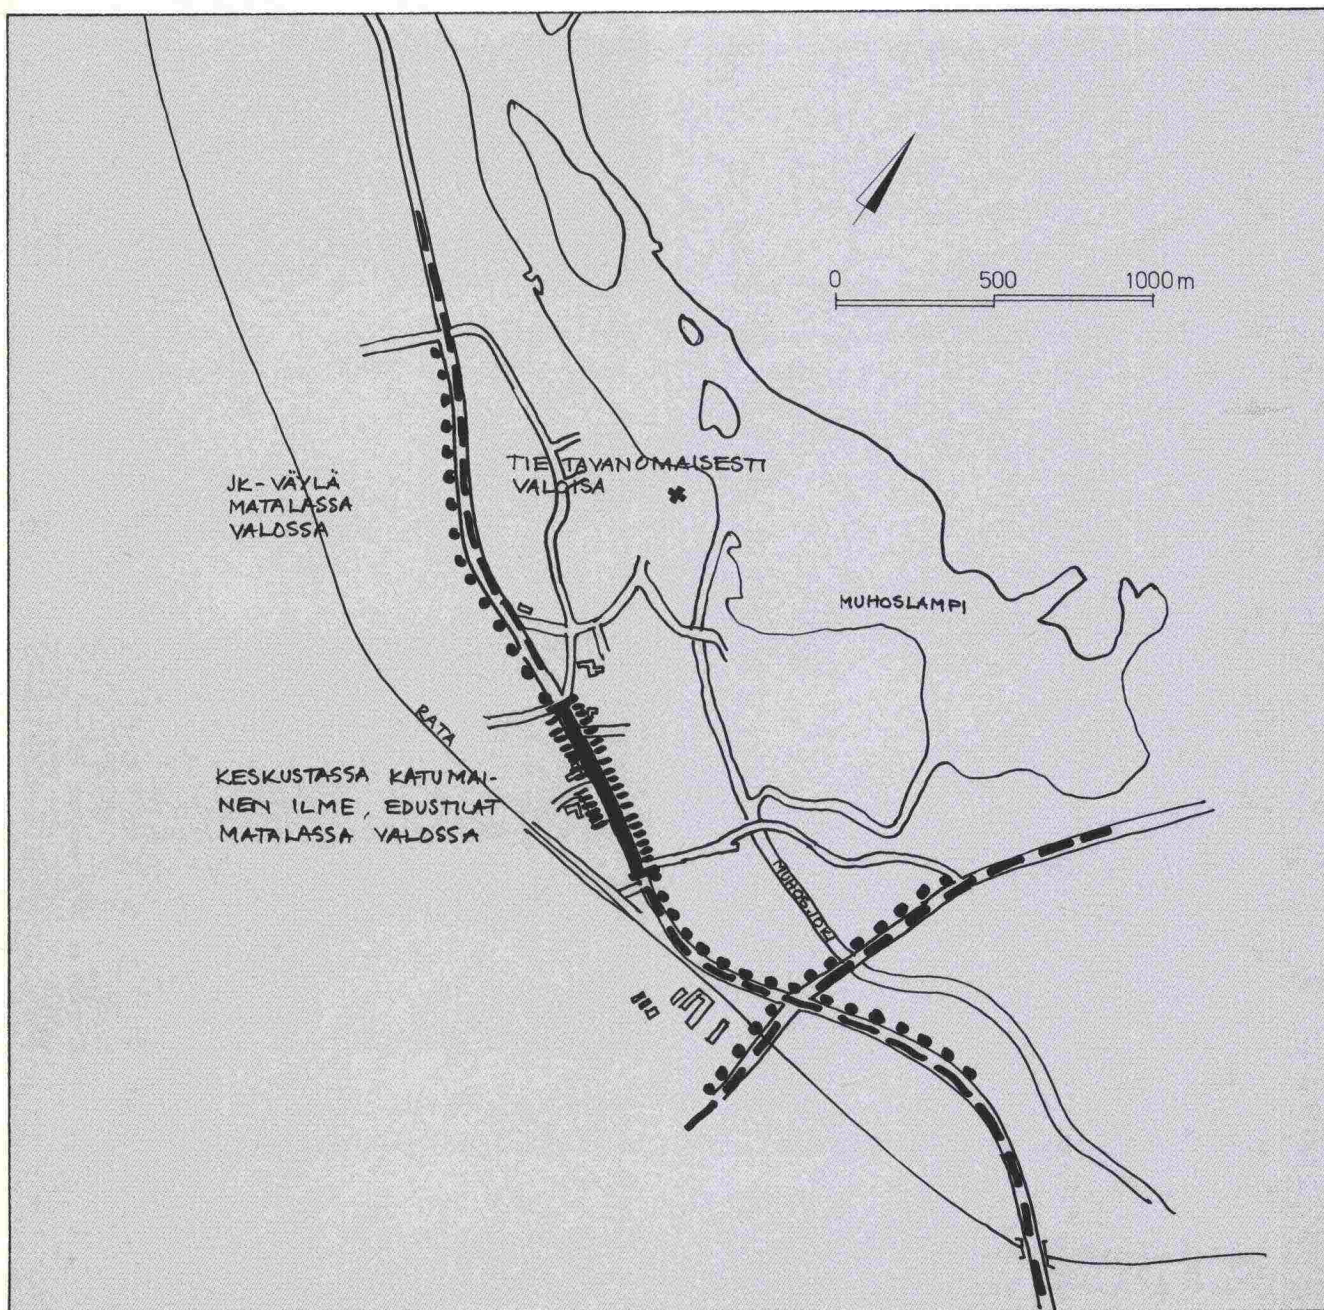 0 500 1000 m
TIE TAVANOMAISESTI
VALOISA
JK-VÄYLÄ
MATALASSA
VALOSSA
MUHOSLAMPI
RATA
KESKUSTASSA KATUMAI-
NEN ILME, EDUSTILAT
MATALASSA VALOSSA
MUHOSJOKI